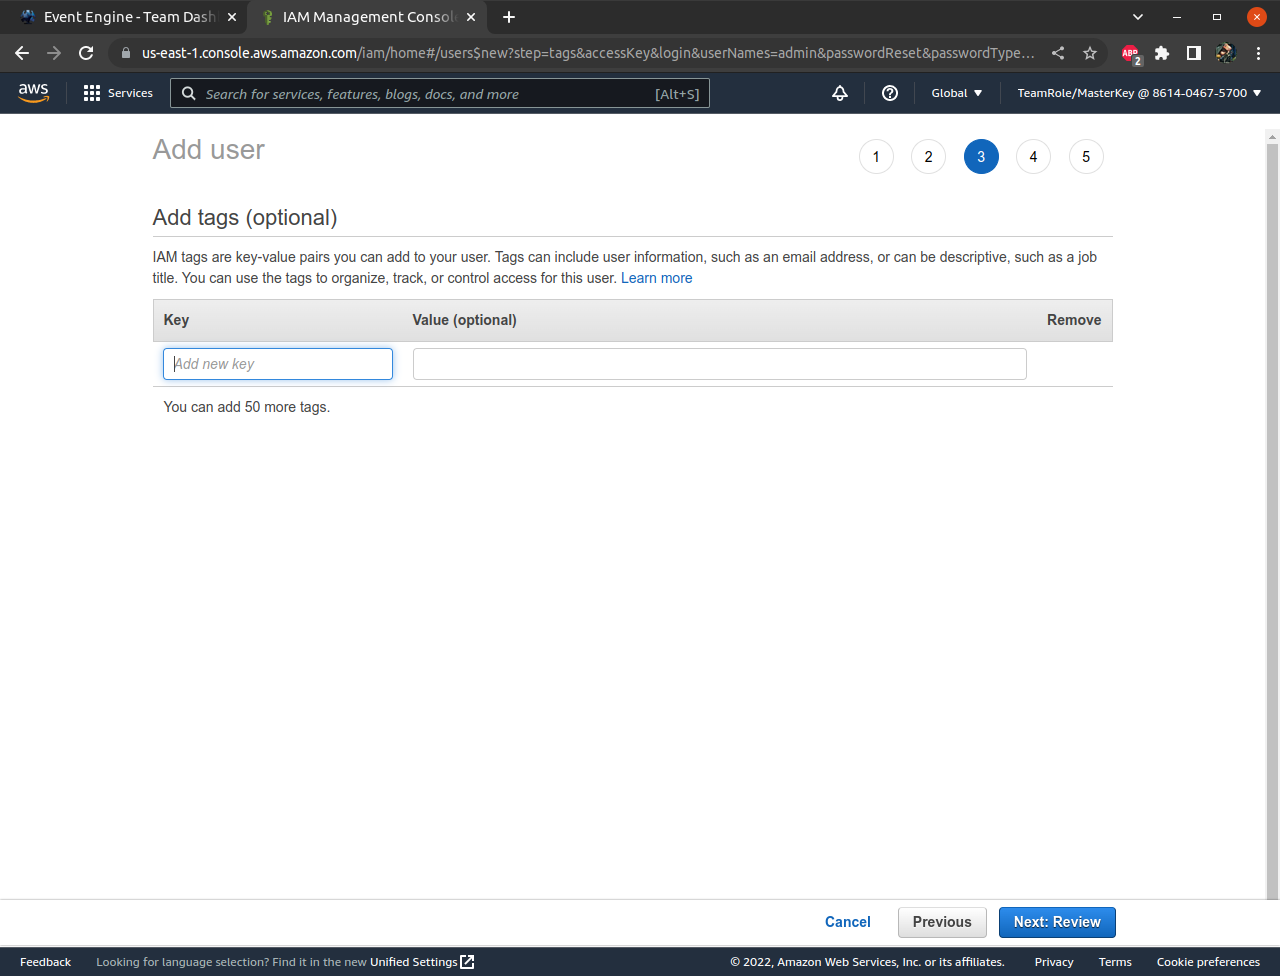 Event Engine - Team Dash
IAM Management Consol
us-east-1.console.aws.amazon.com/iam/home#/users$new?step=tags&accessKey&login&userNames=admin&passwordReset&passwordType...
ABP
2
aws
Services
Search for services, features, blogs, docs, and more
[Alt+S]
Global
TeamRole/MasterKey @ 8614-0467-5700
Add user
1 2 3 4 5
Add tags (optional)
IAM tags are key-value pairs you can add to your user. Tags can include user information, such as an email address, or can be descriptive, such as a job
title. You can use the tags to organize, track, or control access for this user. Learn more
Key Value (optional) Remove
Add new key
You can add 50 more tags.
Cancel Previous Next: Review
Feedback Looking for language selection? Find it in the new Unified Settings © 2022, Amazon Web Services, Inc. or its affiliates. Privacy Terms Cookie preferences